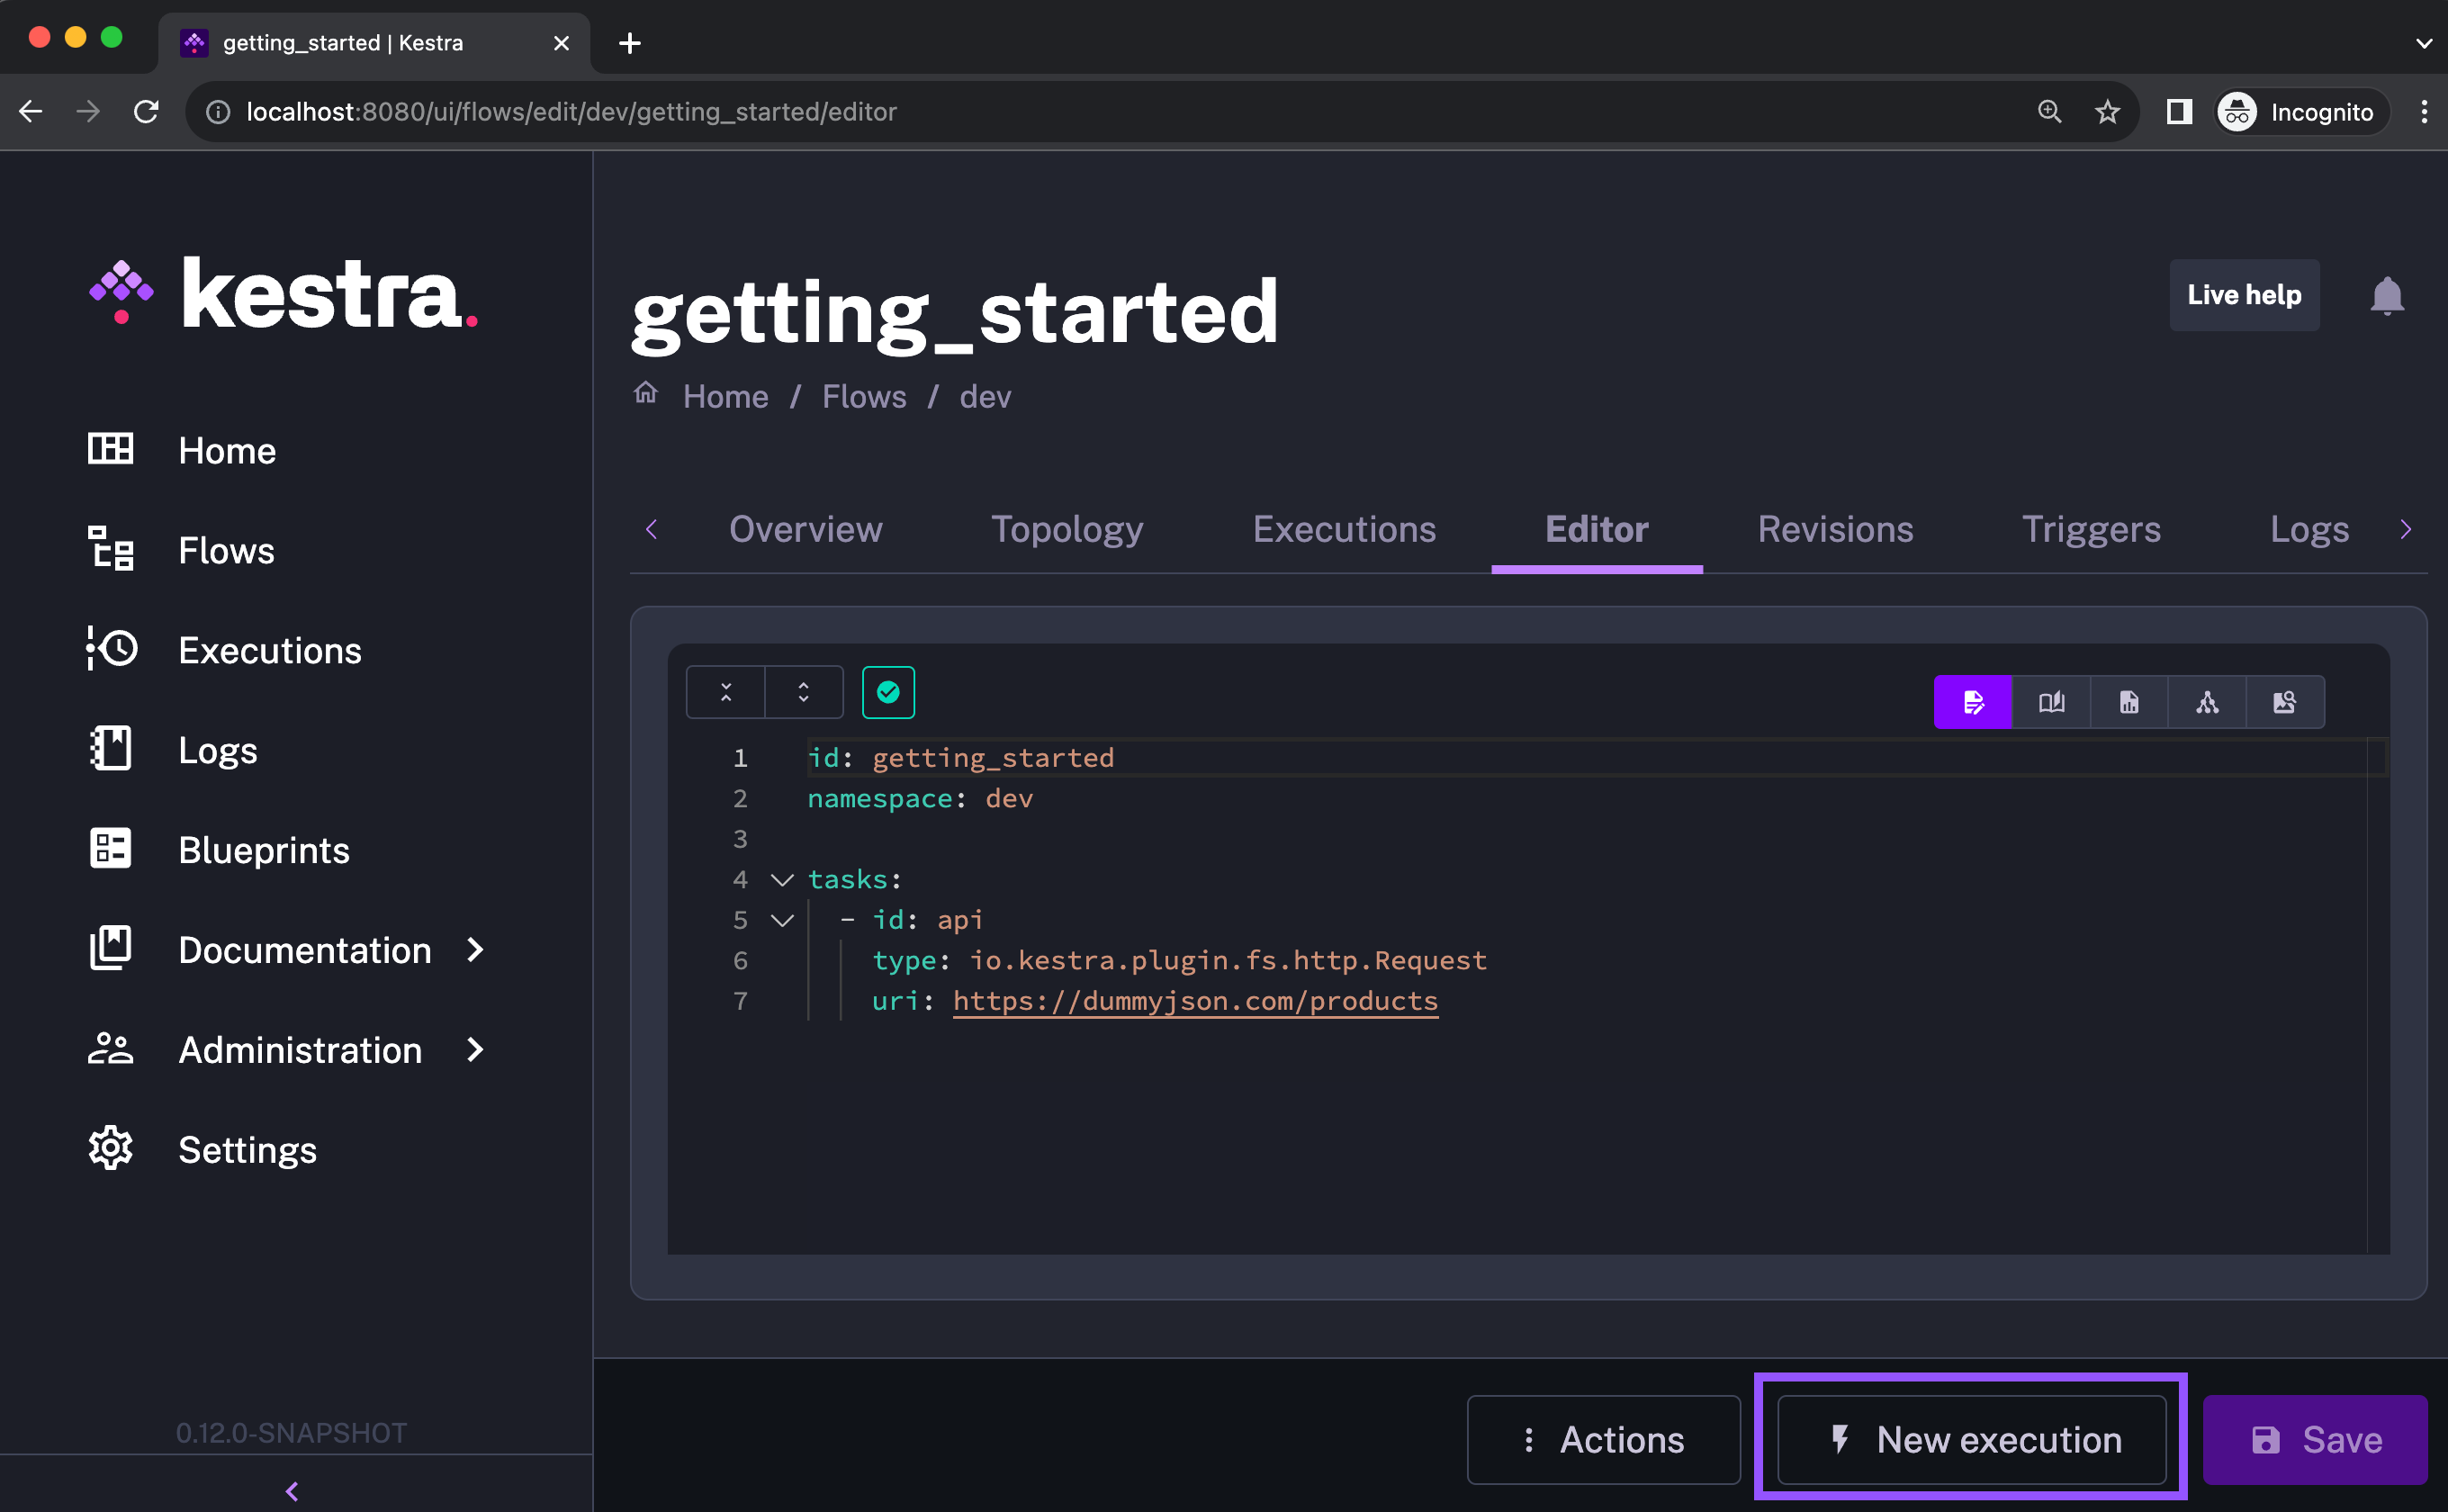 getting_started | Kestra
localhost:8080/ui/flows/edit/dev/getting_started/editor
Incognito
kestra.
Home
Flows
Executions
Logs
Blueprints
Documentation
Administration
Settings
0.12.0-SNAPSHOT
getting_started
Live help
Home / Flows / dev
Overview Topology Executions Editor Revisions Triggers Logs
1 id: getting_started
2 namespace: dev
3
4 tasks:
5 - id: api
6 type: io.kestra.plugin.fs.http.Request
7 uri: https://dummyjson.com/products
Actions New execution Save